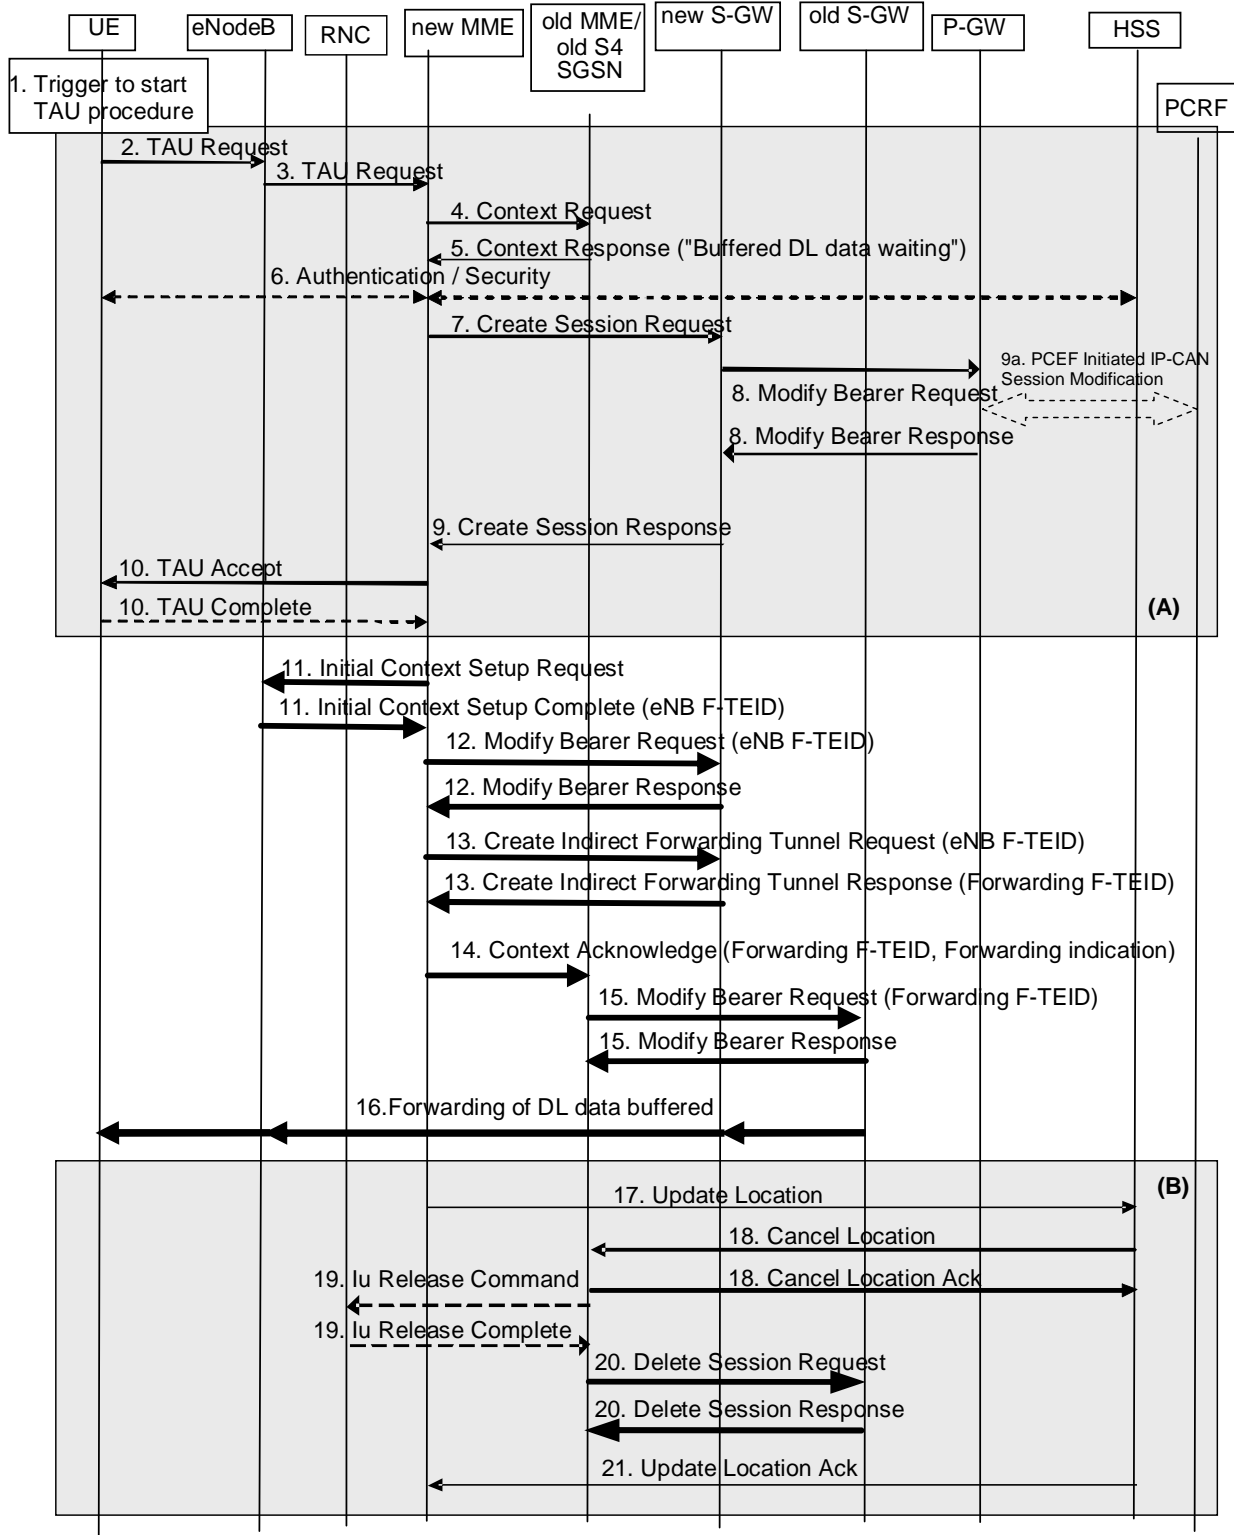 UE
eNodeB
RNC
new MME
old MME/
old S4
SGSN
new S-GW
old S-GW
P-GW
HSS
PCRF
1. Trigger to start
TAU procedure
2. TAU Request
3. TAU Request
4. Context Request
5. Context Response ("Buffered DL data waiting")
6. Authentication / Security
7. Create Session Request
9a. PCEF Initiated IP-CAN
Session Modification
8. Modify Bearer Request
8. Modify Bearer Response
9. Create Session Response
10. TAU Accept
10. TAU Complete
(A)
11. Initial Context Setup Request
11. Initial Context Setup Complete (eNB F-TEID)
12. Modify Bearer Request (eNB F-TEID)
12. Modify Bearer Response
13. Create Indirect Forwarding Tunnel Request (eNB F-TEID)
13. Create Indirect Forwarding Tunnel Response (Forwarding F-TEID)
14. Context Acknowledge (Forwarding F-TEID, Forwarding indication)
15. Modify Bearer Request (Forwarding F-TEID)
15. Modify Bearer Response
16.Forwarding of DL data buffered
(B)
17. Update Location
18. Cancel Location
19. Iu Release Command
18. Cancel Location Ack
19. Iu Release Complete
20. Delete Session Request
20. Delete Session Response
21. Update Location Ack